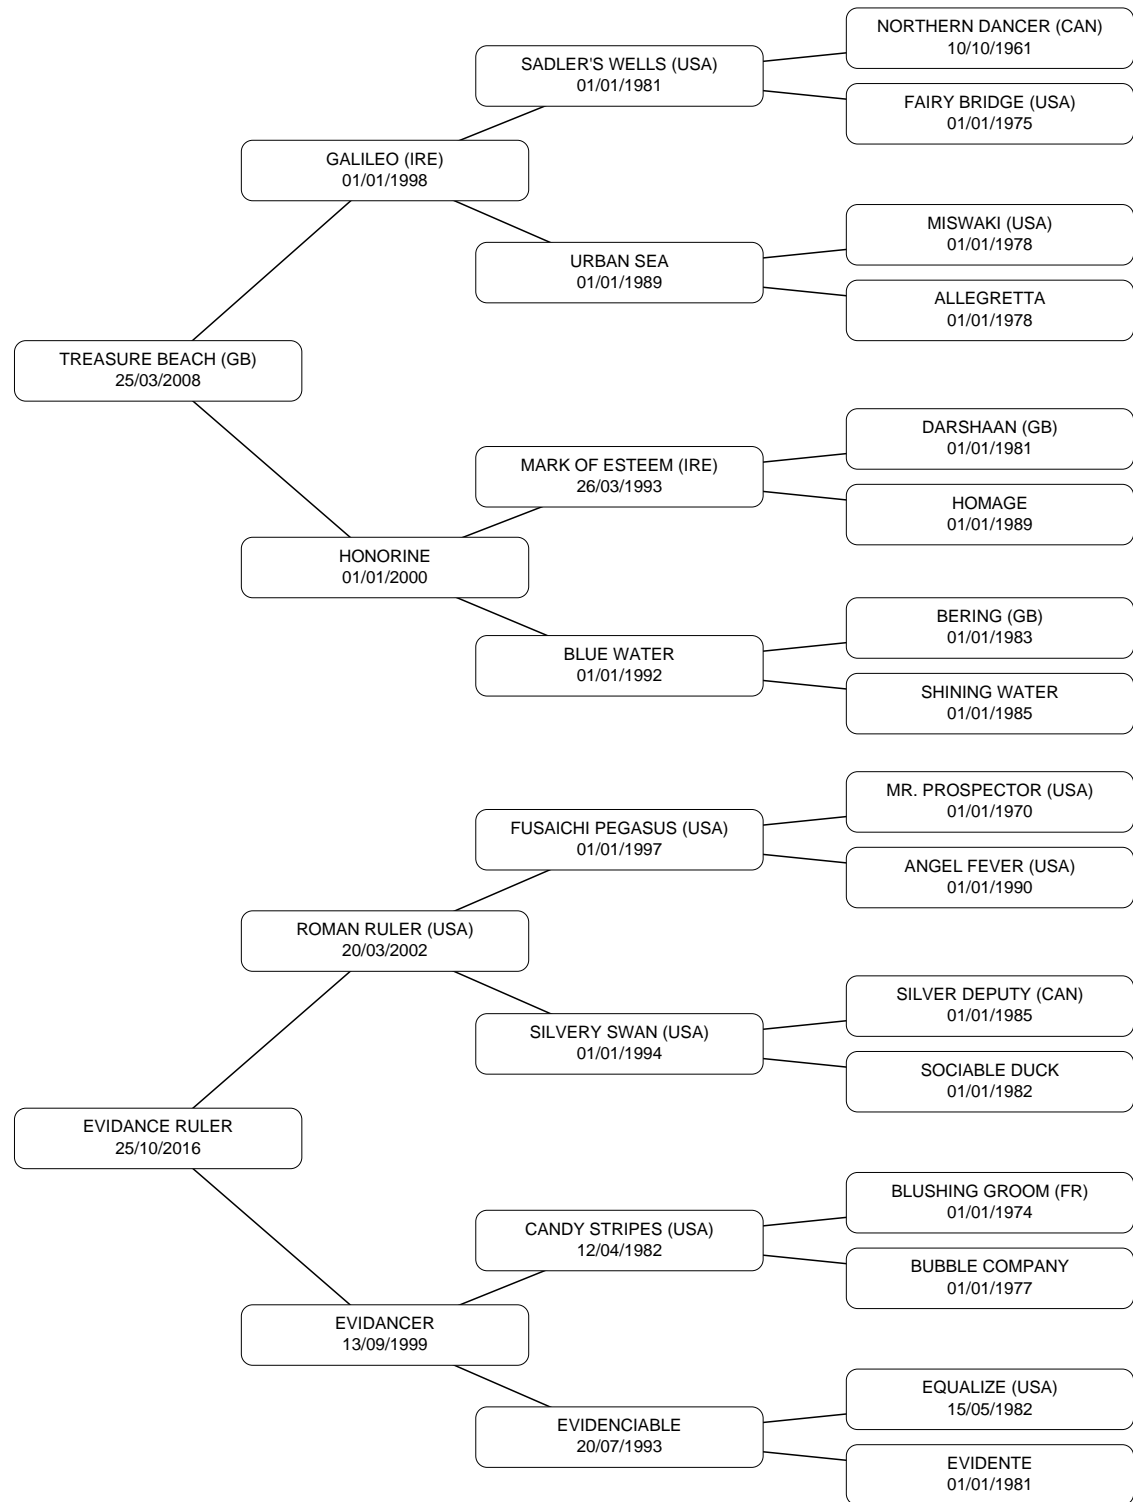 NORTHERN DANCER (CAN)
10/10/1961
SADLER'S WELLS (USA)
01/01/1981
FAIRY BRIDGE (USA)
01/01/1975
GALILEO (IRE)
01/01/1998
MISWAKI (USA)
01/01/1978
URBAN SEA
01/01/1989
ALLEGRETTA
01/01/1978
TREASURE BEACH (GB)
25/03/2008
DARSHAAN (GB)
01/01/1981
MARK OF ESTEEM (IRE)
26/03/1993
HOMAGE
01/01/1989
HONORINE
01/01/2000
BERING (GB)
01/01/1983
BLUE WATER
01/01/1992
SHINING WATER
01/01/1985
MR. PROSPECTOR (USA)
01/01/1970
FUSAICHI PEGASUS (USA)
01/01/1997
ANGEL FEVER (USA)
01/01/1990
ROMAN RULER (USA)
20/03/2002
SILVER DEPUTY (CAN)
01/01/1985
SILVERY SWAN (USA)
01/01/1994
SOCIABLE DUCK
01/01/1982
EVIDANCE RULER
25/10/2016
BLUSHING GROOM (FR)
01/01/1974
CANDY STRIPES (USA)
12/04/1982
BUBBLE COMPANY
01/01/1977
EVIDANCER
13/09/1999
EQUALIZE (USA)
15/05/1982
EVIDENCIABLE
20/07/1993
EVIDENTE
01/01/1981